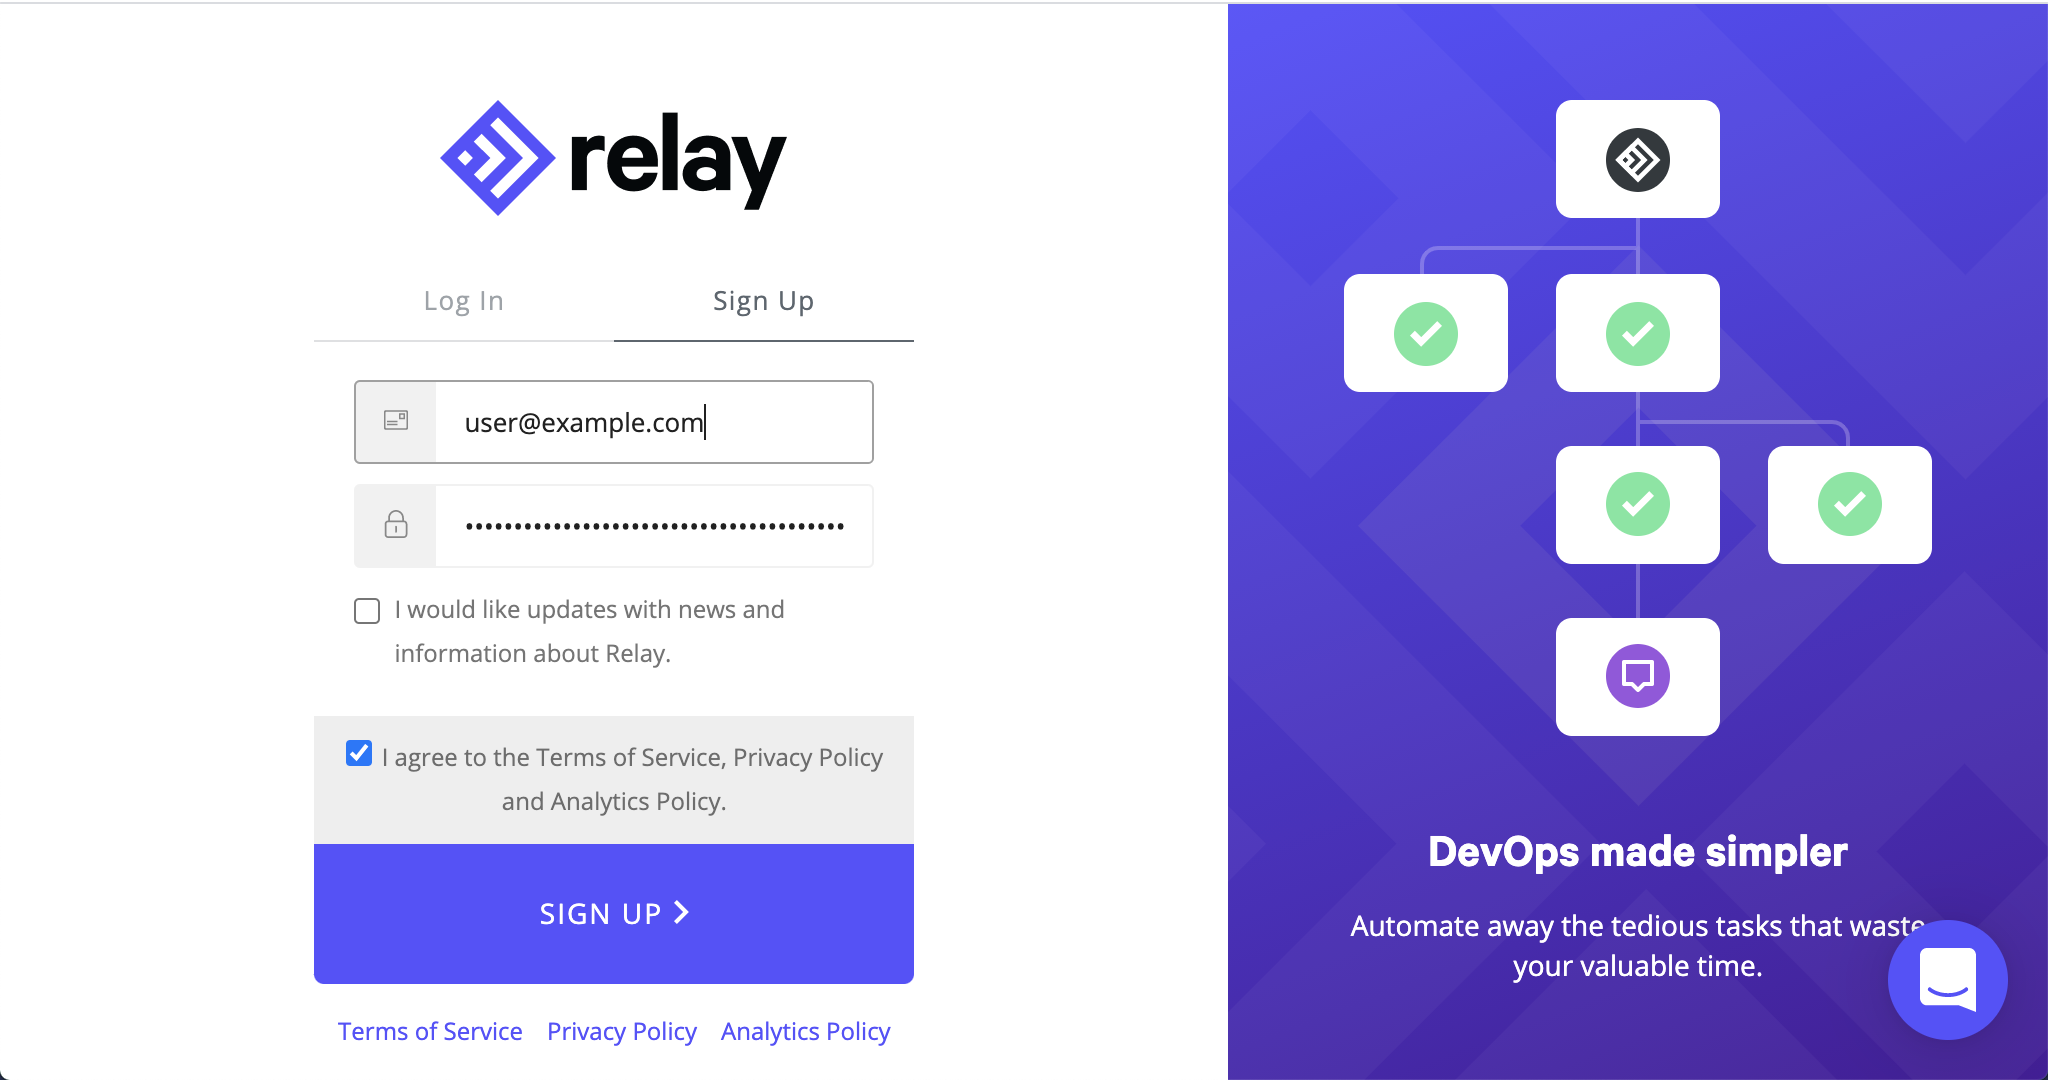 relay
Log In
Sign Up
user@example.com
•••••••••••••••••••••••••••••••••••••••
I would like updates with news and
information about Relay.
I agree to the Terms of Service, Privacy Policy
and Analytics Policy.
SIGN UP
Terms of Service
Privacy Policy
Analytics Policy
DevOps made simpler
Automate away the tedious tasks that waste
your valuable time.